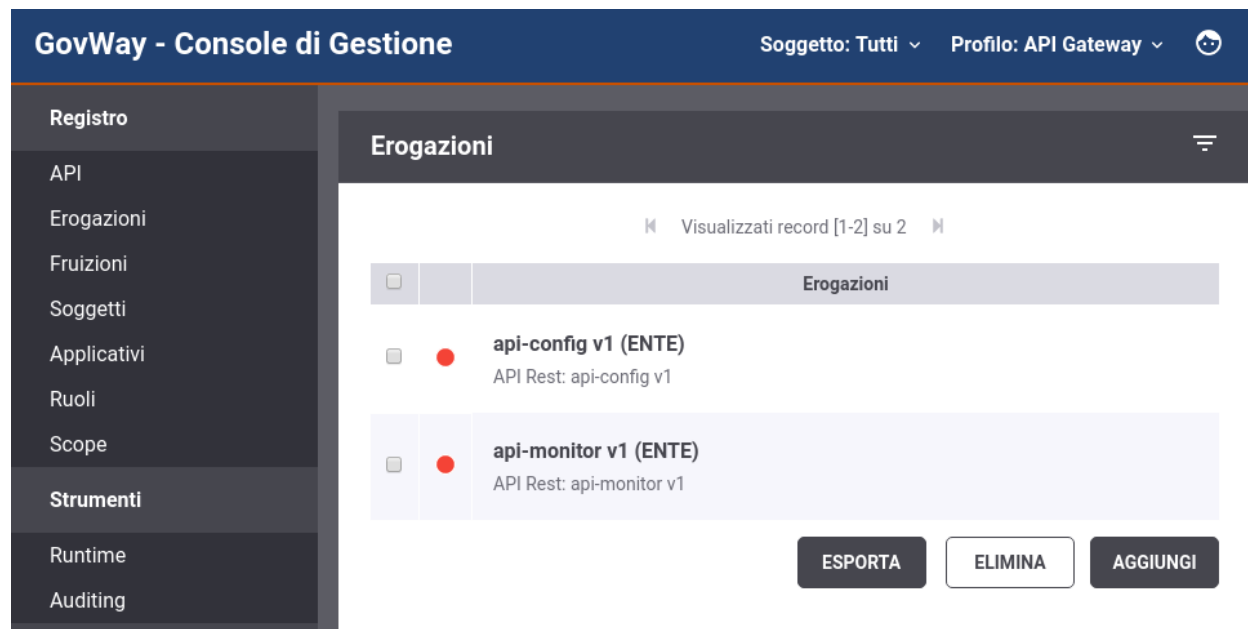 GovWay - Console di Gestione
Soggetto: Tutti
Profilo: API Gateway
Registro
API
Erogazioni
Fruizioni
Soggetti
Applicativi
Ruoli
Scope
Strumenti
Runtime
Auditing
Erogazioni
Visualizzati record [1-2] su 2
Erogazioni
api-config v1 (ENTE)
API Rest: api-config v1
api-monitor v1 (ENTE)
API Rest: api-monitor v1
ESPORTA
ELIMINA
AGGIUNGI